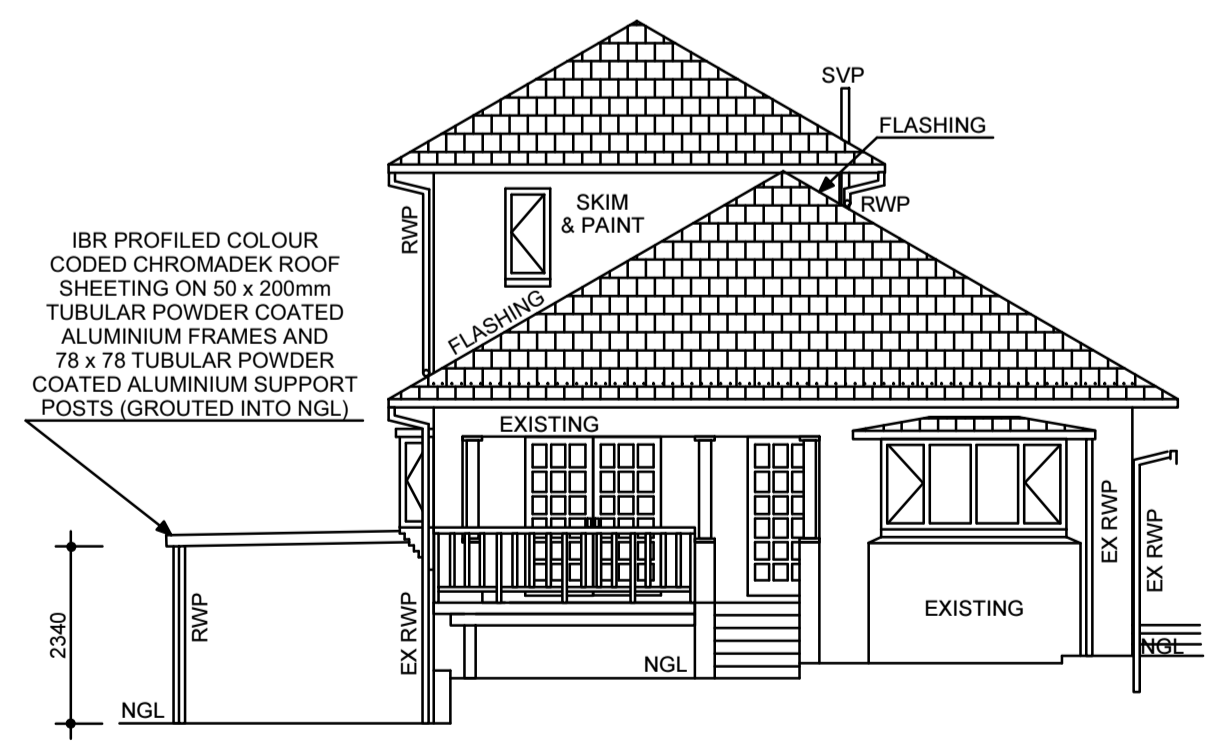 SVP
FLASHING
SKIM
& PAINT
RWP
RWP
IBR PROFILED COLOUR
CODED CHROMADEK ROOF
SHEETING ON 50 x 200mm
TUBULAR POWDER COATED
ALUMINIUM FRAMES AND
78 x 78 TUBULAR POWDER
COATED ALUMINIUM SUPPORT
POSTS (GROUTED INTO NGL)
FLASHING
EXISTING
EX RWP
EX RWP
2340
RWP
EX RWP
EXISTING
NGL
NGL
NGL